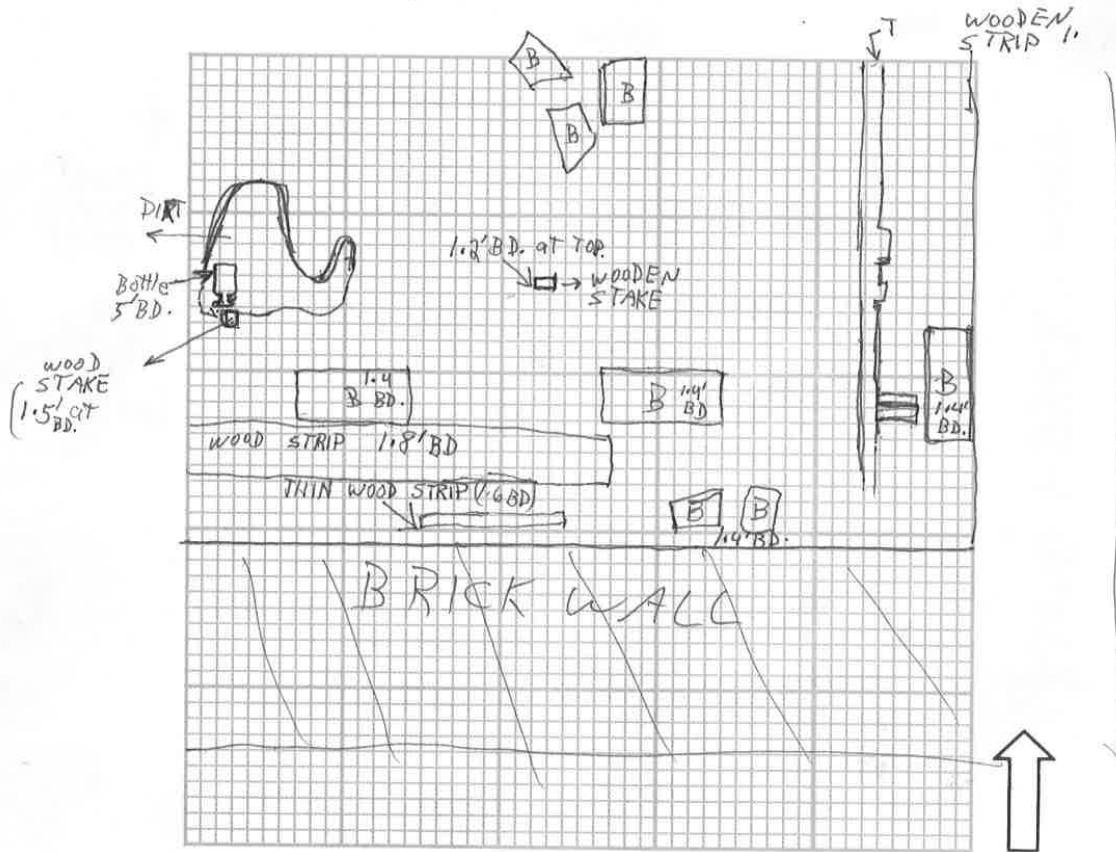 T
WOODEN
STRIP 1.
B
B
B
DIRT
1.2' BD. at TOP.
WOODEN
STAKE
Bottle
5' BD.
WOOD
STAKE
1.5' at
BD.
1.4
B BD.
B 1.4'
BD
B
1.4'
BD.
WOOD STRIP 1.8' BD
THIN WOOD STRIP (1.6 BD)
B
B
1.4' BD.
BRICK WALL